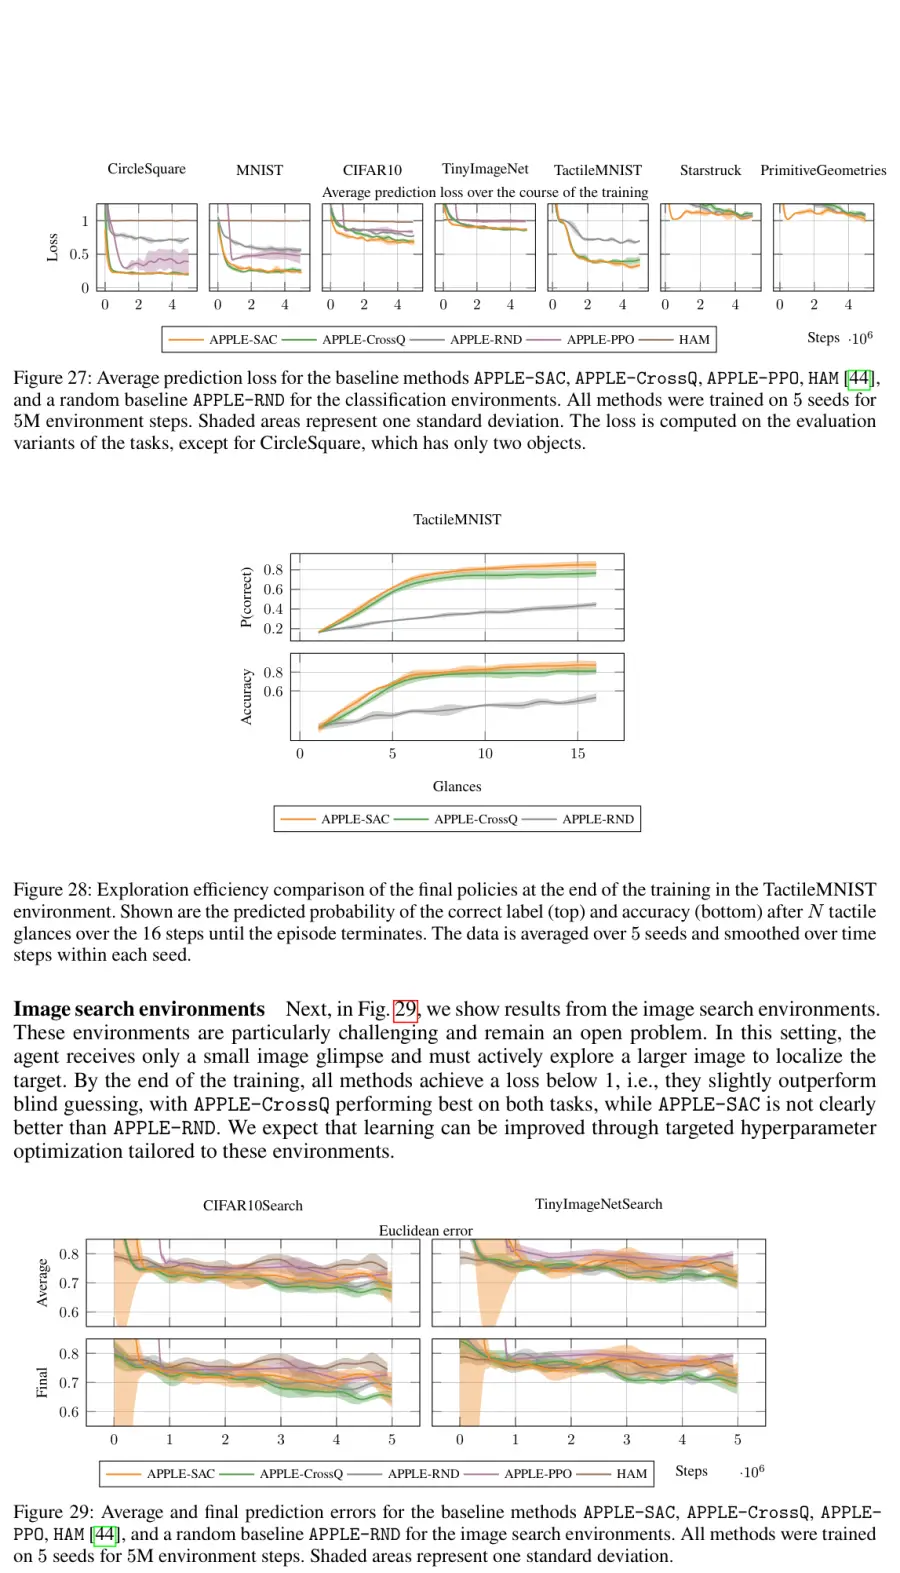 CircleSquare MNIST CIFAR10 TinyImageNet TactileMNIST Starstruck PrimitiveGeometries
Average prediction loss over the course of the training
Loss
1
0.5
0
0 2 4 0 2 4 0 2 4 0 2 4 0 2 4 0 2 4 0 2 4
APPLE-SAC APPLE-CrossQ APPLE-RND APPLE-PPO HAM Steps ·10⁶
Figure 27: Average prediction loss for the baseline methods APPLE-SAC, APPLE-CrossQ, APPLE-PPO, HAM [44],
and a random baseline APPLE-RND for the classification environments. All methods were trained on 5 seeds for
5M environment steps. Shaded areas represent one standard deviation. The loss is computed on the evaluation
variants of the tasks, except for CircleSquare, which has only two objects.
TactileMNIST
P(correct)
0.8
0.6
0.4
0.2
Accuracy
0.8
0.6
0 5 10 15
Glances
APPLE-SAC APPLE-CrossQ APPLE-RND
Figure 28: Exploration efficiency comparison of the final policies at the end of the training in the TactileMNIST
environment. Shown are the predicted probability of the correct label (top) and accuracy (bottom) after N tactile
glances over the 16 steps until the episode terminates. The data is averaged over 5 seeds and smoothed over time
steps within each seed.
Image search environments Next, in Fig. 29, we show results from the image search environments.
These environments are particularly challenging and remain an open problem. In this setting, the
agent receives only a small image glimpse and must actively explore a larger image to localize the
target. By the end of the training, all methods achieve a loss below 1, i.e., they slightly outperform
blind guessing, with APPLE-CrossQ performing best on both tasks, while APPLE-SAC is not clearly
better than APPLE-RND. We expect that learning can be improved through targeted hyperparameter
optimization tailored to these environments.
CIFAR10Search TinyImageNetSearch
Euclidean error
Average
0.8
0.7
0.6
Final
0.8
0.7
0.6
0 1 2 3 4 5 0 1 2 3 4 5
APPLE-SAC APPLE-CrossQ APPLE-RND APPLE-PPO HAM Steps ·10⁶
Figure 29: Average and final prediction errors for the baseline methods APPLE-SAC, APPLE-CrossQ, APPLE-
PPO, HAM [44], and a random baseline APPLE-RND for the image search environments. All methods were trained
on 5 seeds for 5M environment steps. Shaded areas represent one standard deviation.